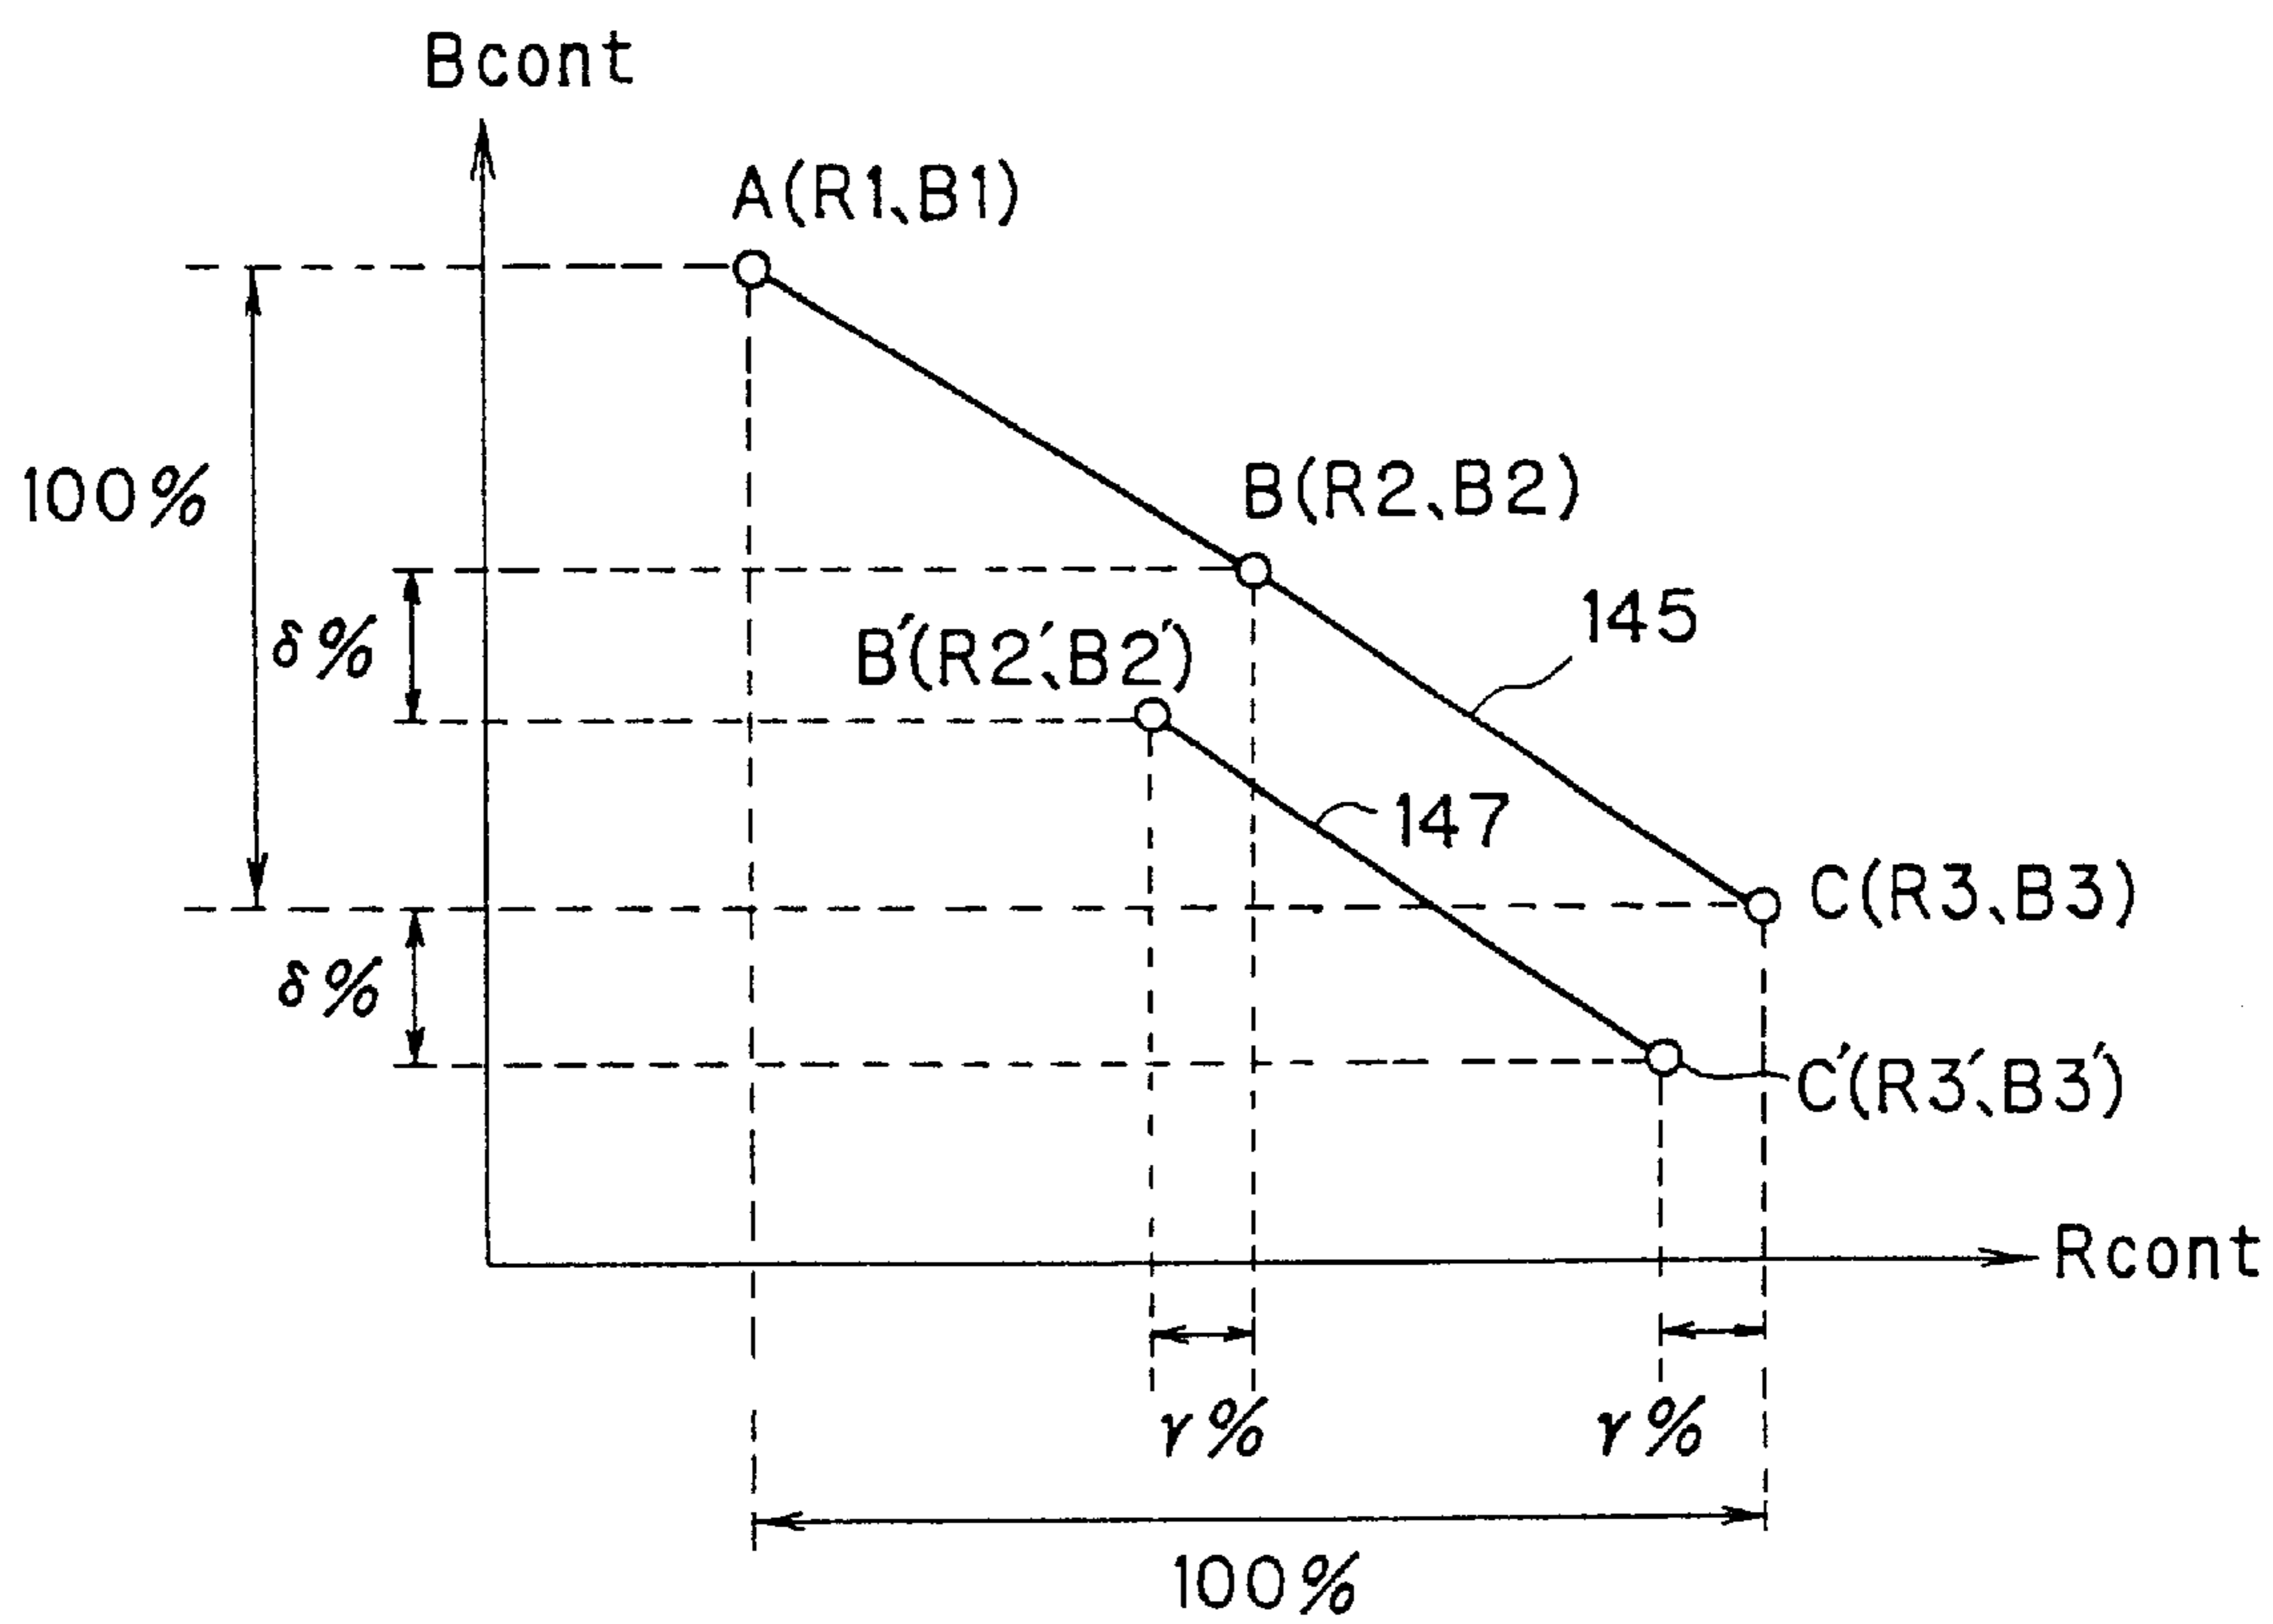 Bcont
A(R1、B1)
100%
B(R2、B2)
145
δ%
B′(R2′、B2′)
147
C(R3、B3)
δ%
C′(R3′、B3′)
Rcont
γ%
γ%
100%